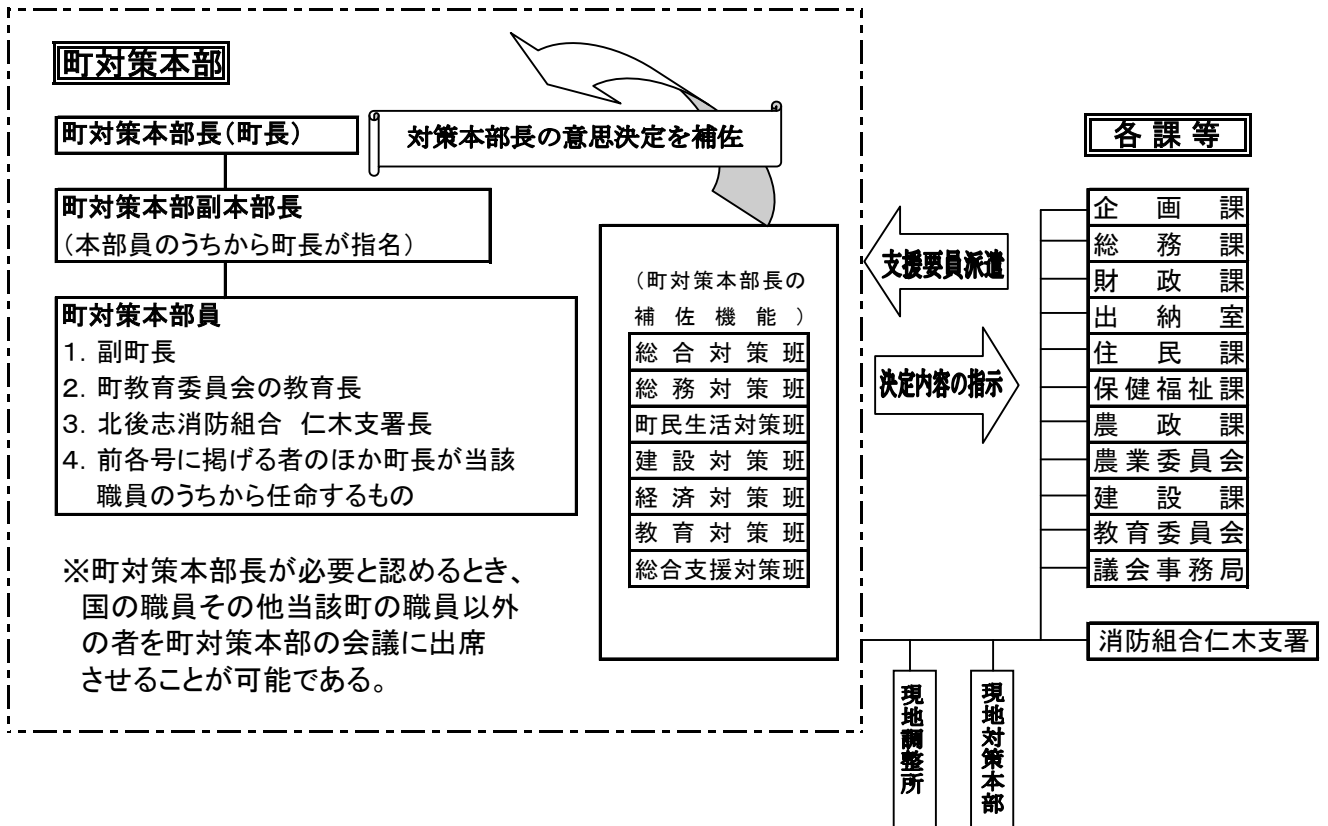 町対策本部
町対策本部長(町長)
対策本部長の意思決定を補佐
町対策本部副本部長
(本部員のうちから町長が指名)
町対策本部員
1．副町長
2．町教育委員会の教育長
3．北後志消防組合　仁木支署長
4．前各号に掲げる者のほか町長が当該
職員のうちから任命するもの
※町対策本部長が必要と認めるとき、
国の職員その他当該町の職員以外
の者を町対策本部の会議に出席
させることが可能である。
(町対策本部長の
補佐機能)
総合対策班
総務対策班
町民生活対策班
建設対策班
経済対策班
教育対策班
総合支援対策班
支援要員派遣
決定内容の指示
各課等
企画課
総務課
財政課
出納室
住民課
保健福祉課
農政課
農業委員会
建設課
教育委員会
議会事務局
消防組合仁木支署
現地調整所
現地対策本部